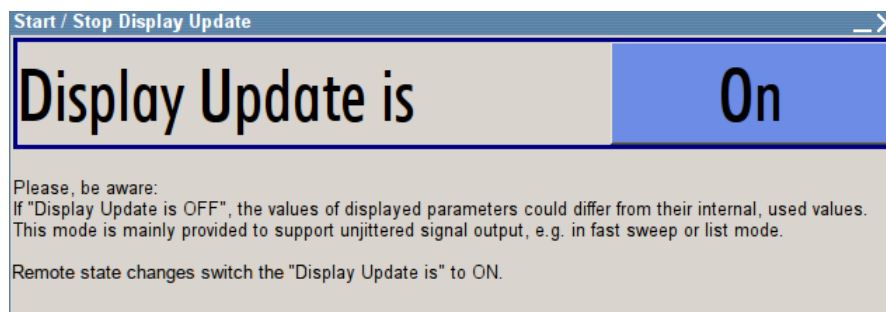 Start / Stop Display Update
Display Update is On
Please, be aware:
If "Display Update is OFF", the values of displayed parameters could differ from their internal, used values.
This mode is mainly provided to support unjittered signal output, e.g. in fast sweep or list mode.
Remote state changes switch the "Display Update is" to ON.